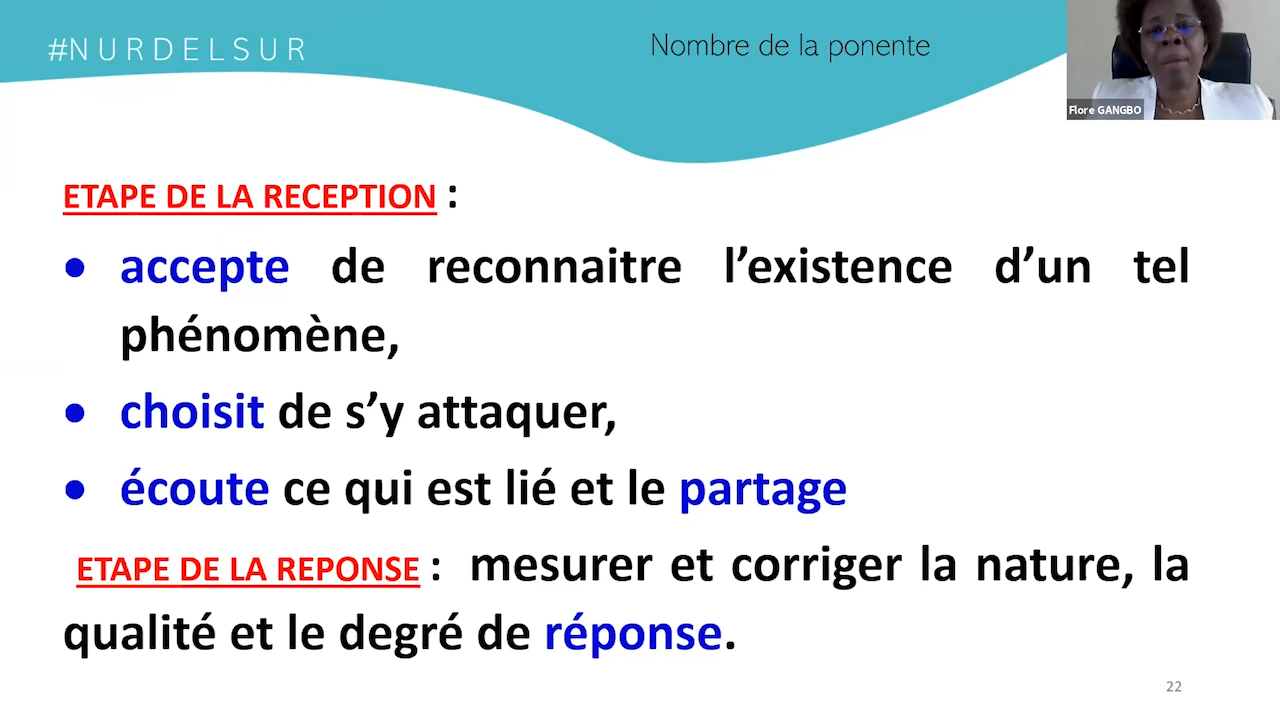 #NURDELSUR
Nombre de la ponente
Flore GANGBO
ETAPE DE LA RECEPTION :
• accepte de reconnaitre l’existence d’un tel
phénomène,
• choisit de s’y attaquer,
• écoute ce qui est lié et le partage
ETAPE DE LA REPONSE : mesurer et corriger la nature, la
qualité et le degré de réponse.
22